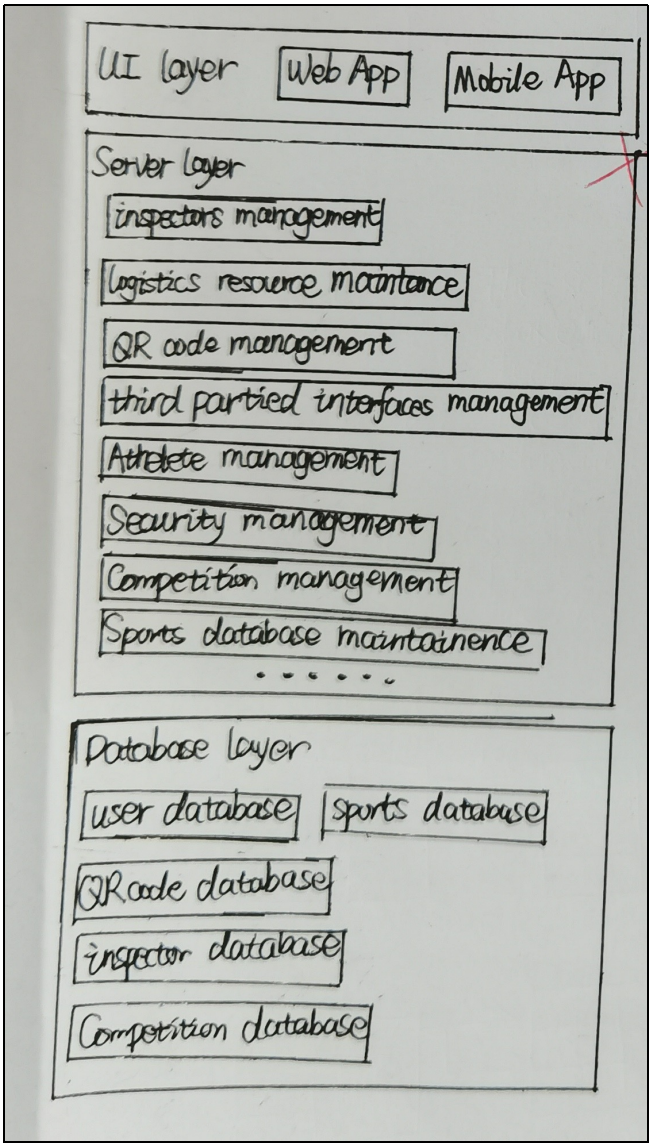 UI layer Web App Mobile App
Server layer
inspectors management
logistics resource maintance
QR code management
third partied interfaces management
Athelete management
Security management
Competition management
Sports database maintainence
......
Database layer
user database sports database
QR code database
inspector database
Competition database